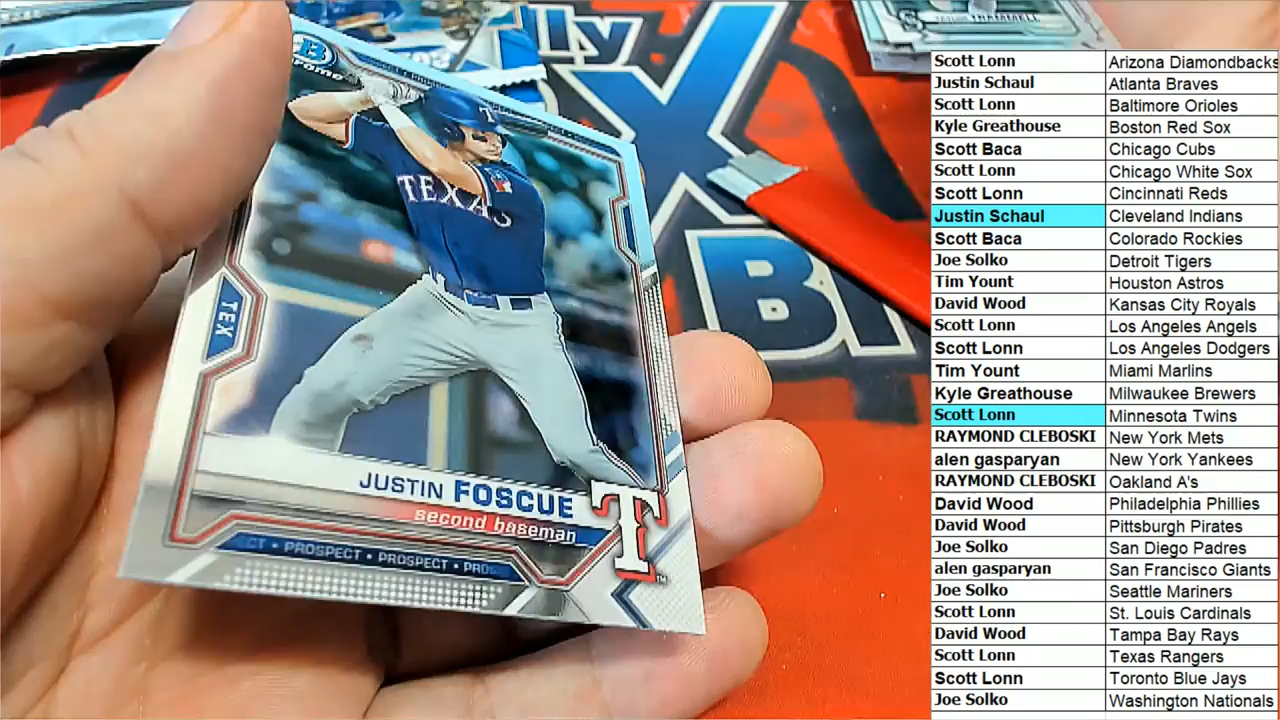 B
chrome
TEXAS
T
TEX
JUSTIN FOSCUE
second baseman
PROSPECT • PROSPECT
T
TM
lly
X
B
TAYLOR TRAMMELL
Scott Lonn Arizona Diamondbacks
Justin Schaul Atlanta Braves
Scott Lonn Baltimore Orioles
Kyle Greathouse Boston Red Sox
Scott Baca Chicago Cubs
Scott Lonn Chicago White Sox
Scott Lonn Cincinnati Reds
Justin Schaul Cleveland Indians
Scott Baca Colorado Rockies
Joe Solko Detroit Tigers
Tim Yount Houston Astros
David Wood Kansas City Royals
Scott Lonn Los Angeles Angels
Scott Lonn Los Angeles Dodgers
Tim Yount Miami Marlins
Kyle Greathouse Milwaukee Brewers
Scott Lonn Minnesota Twins
RAYMOND CLEBOSKI New York Mets
alen gasparyan New York Yankees
RAYMOND CLEBOSKI Oakland A's
David Wood Philadelphia Phillies
David Wood Pittsburgh Pirates
Joe Solko San Diego Padres
alen gasparyan San Francisco Giants
Joe Solko Seattle Mariners
Scott Lonn St. Louis Cardinals
David Wood Tampa Bay Rays
Scott Lonn Texas Rangers
Scott Lonn Toronto Blue Jays
Joe Solko Washington Nationals